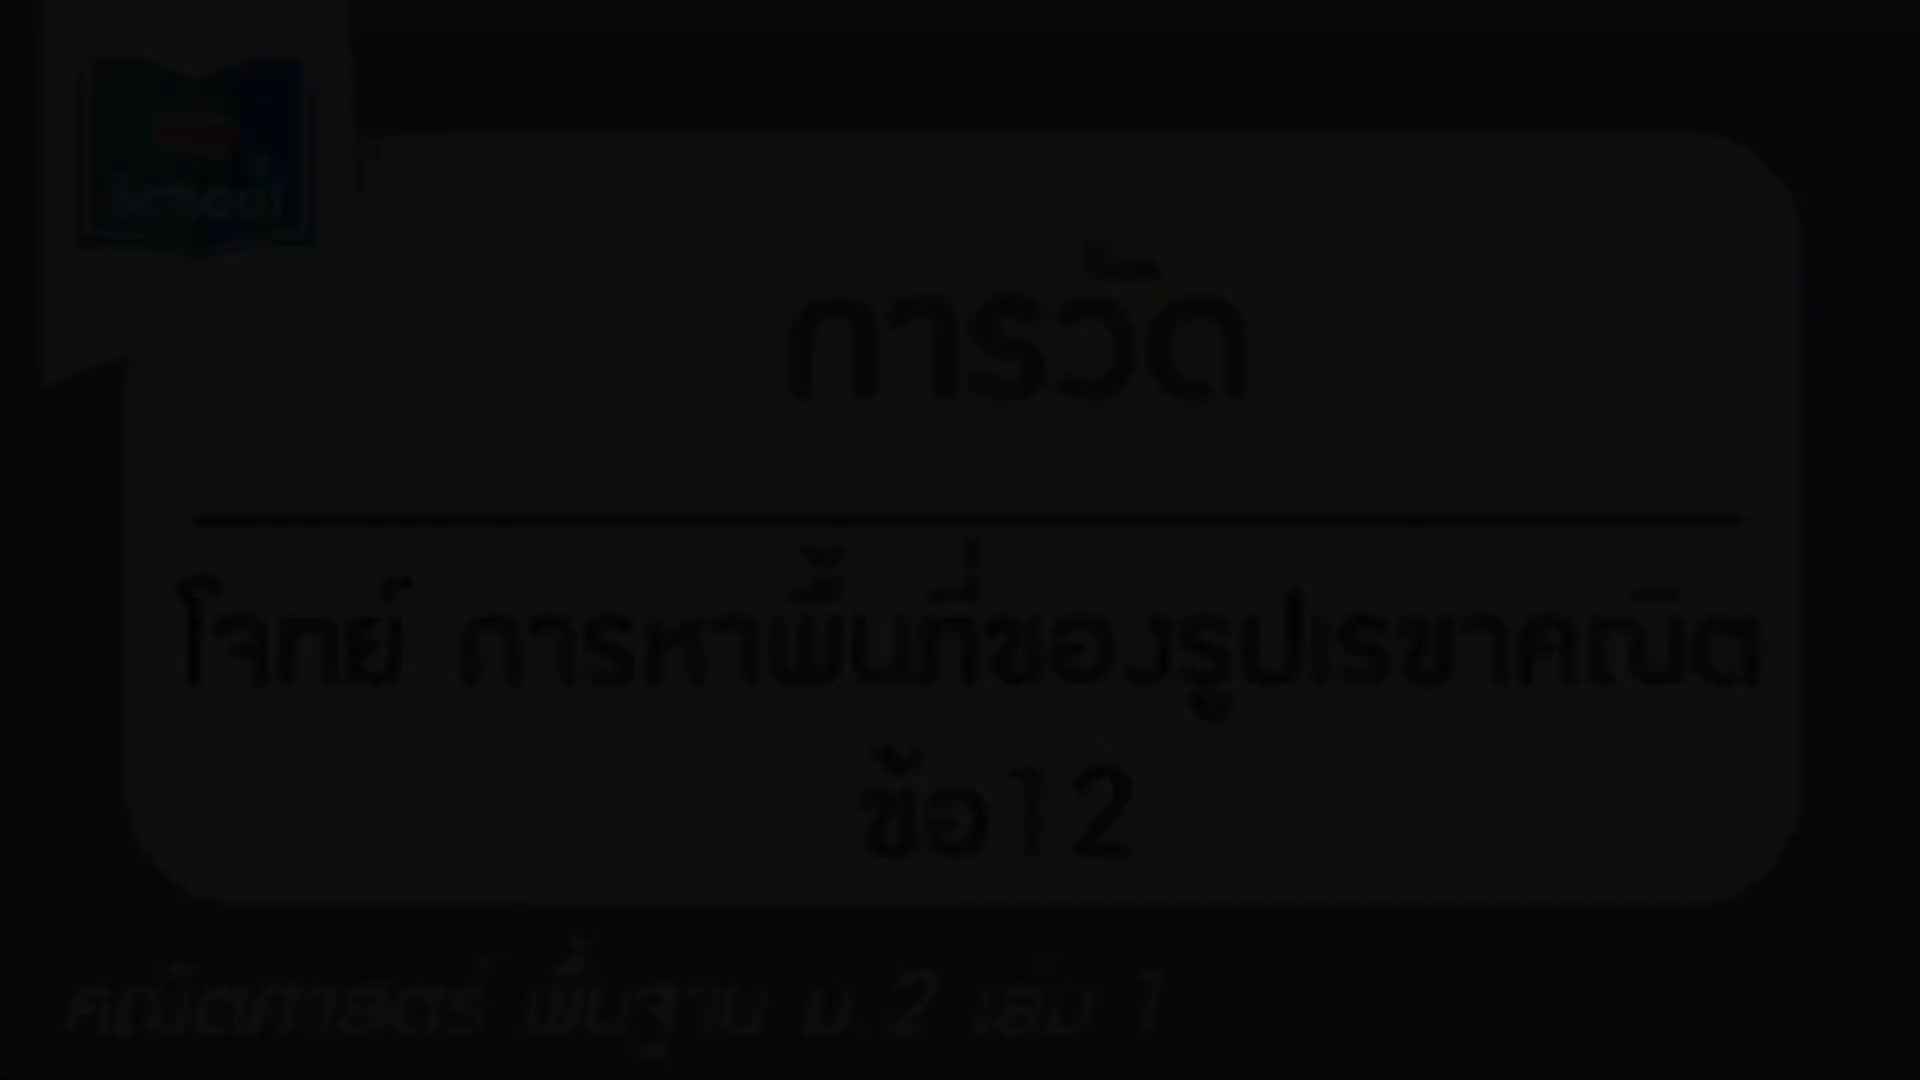 การวัด
โจทย์ การหาพื้นที่ของรูปเรขาคณิต
ข้อ12
คณิตศาสตร์ พื้นฐาน ม.2 เล่ม 1